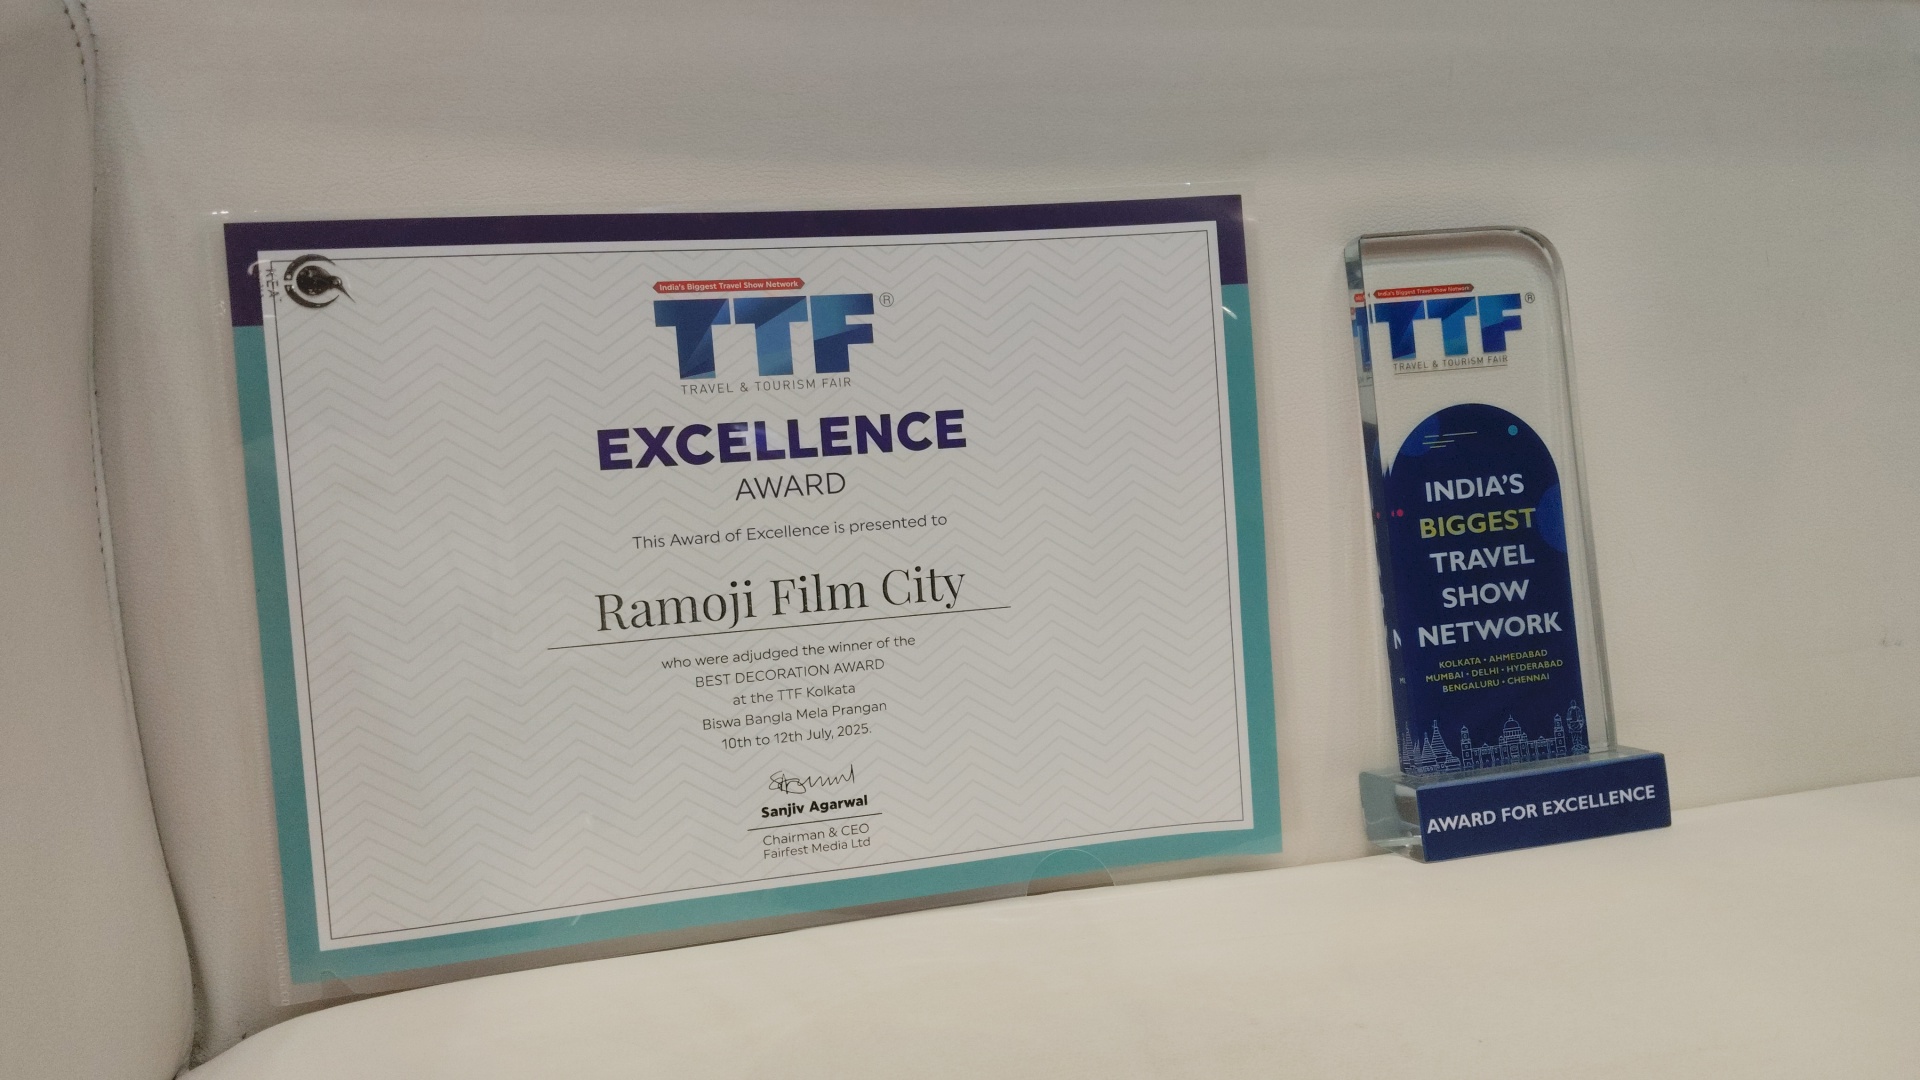 India's Biggest Travel Show Network
TTF®
TRAVEL & TOURISM FAIR
EXCELLENCE
AWARD
This Award of Excellence is presented to
Ramoji Film City
who were adjudged the winner of the
BEST DECORATION AWARD
at the TTF Kolkata
Biswa Bangla Mela Prangan
10th to 12th July, 2025.
Sanjiv Agarwal
Chairman & CEO
Fairfest Media Ltd
India's Biggest Travel Show Network
TTF®
TRAVEL & TOURISM FAIR
INDIA'S
BIGGEST
TRAVEL
SHOW
NETWORK
KOLKATA • AHMEDABAD
MUMBAI • DELHI • HYDERABAD
BENGALURU • CHENNAI
AWARD FOR EXCELLENCE